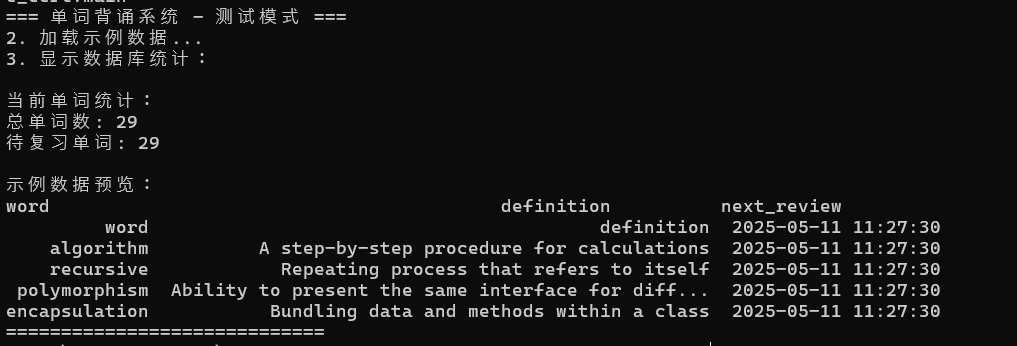 === 单词背诵系统 - 测试模式 ===
2. 加载示例数据...
3. 显示数据库统计：
当前单词统计：
总单词数: 29
待复习单词: 29
示例数据预览：
word definition next_review
word definition 2025-05-11 11:27:30
algorithm A step-by-step procedure for calculations 2025-05-11 11:27:30
recursive Repeating process that refers to itself 2025-05-11 11:27:30
polymorphism Ability to present the same interface for diff... 2025-05-11 11:27:30
encapsulation Bundling data and methods within a class 2025-05-11 11:27:30
=============================